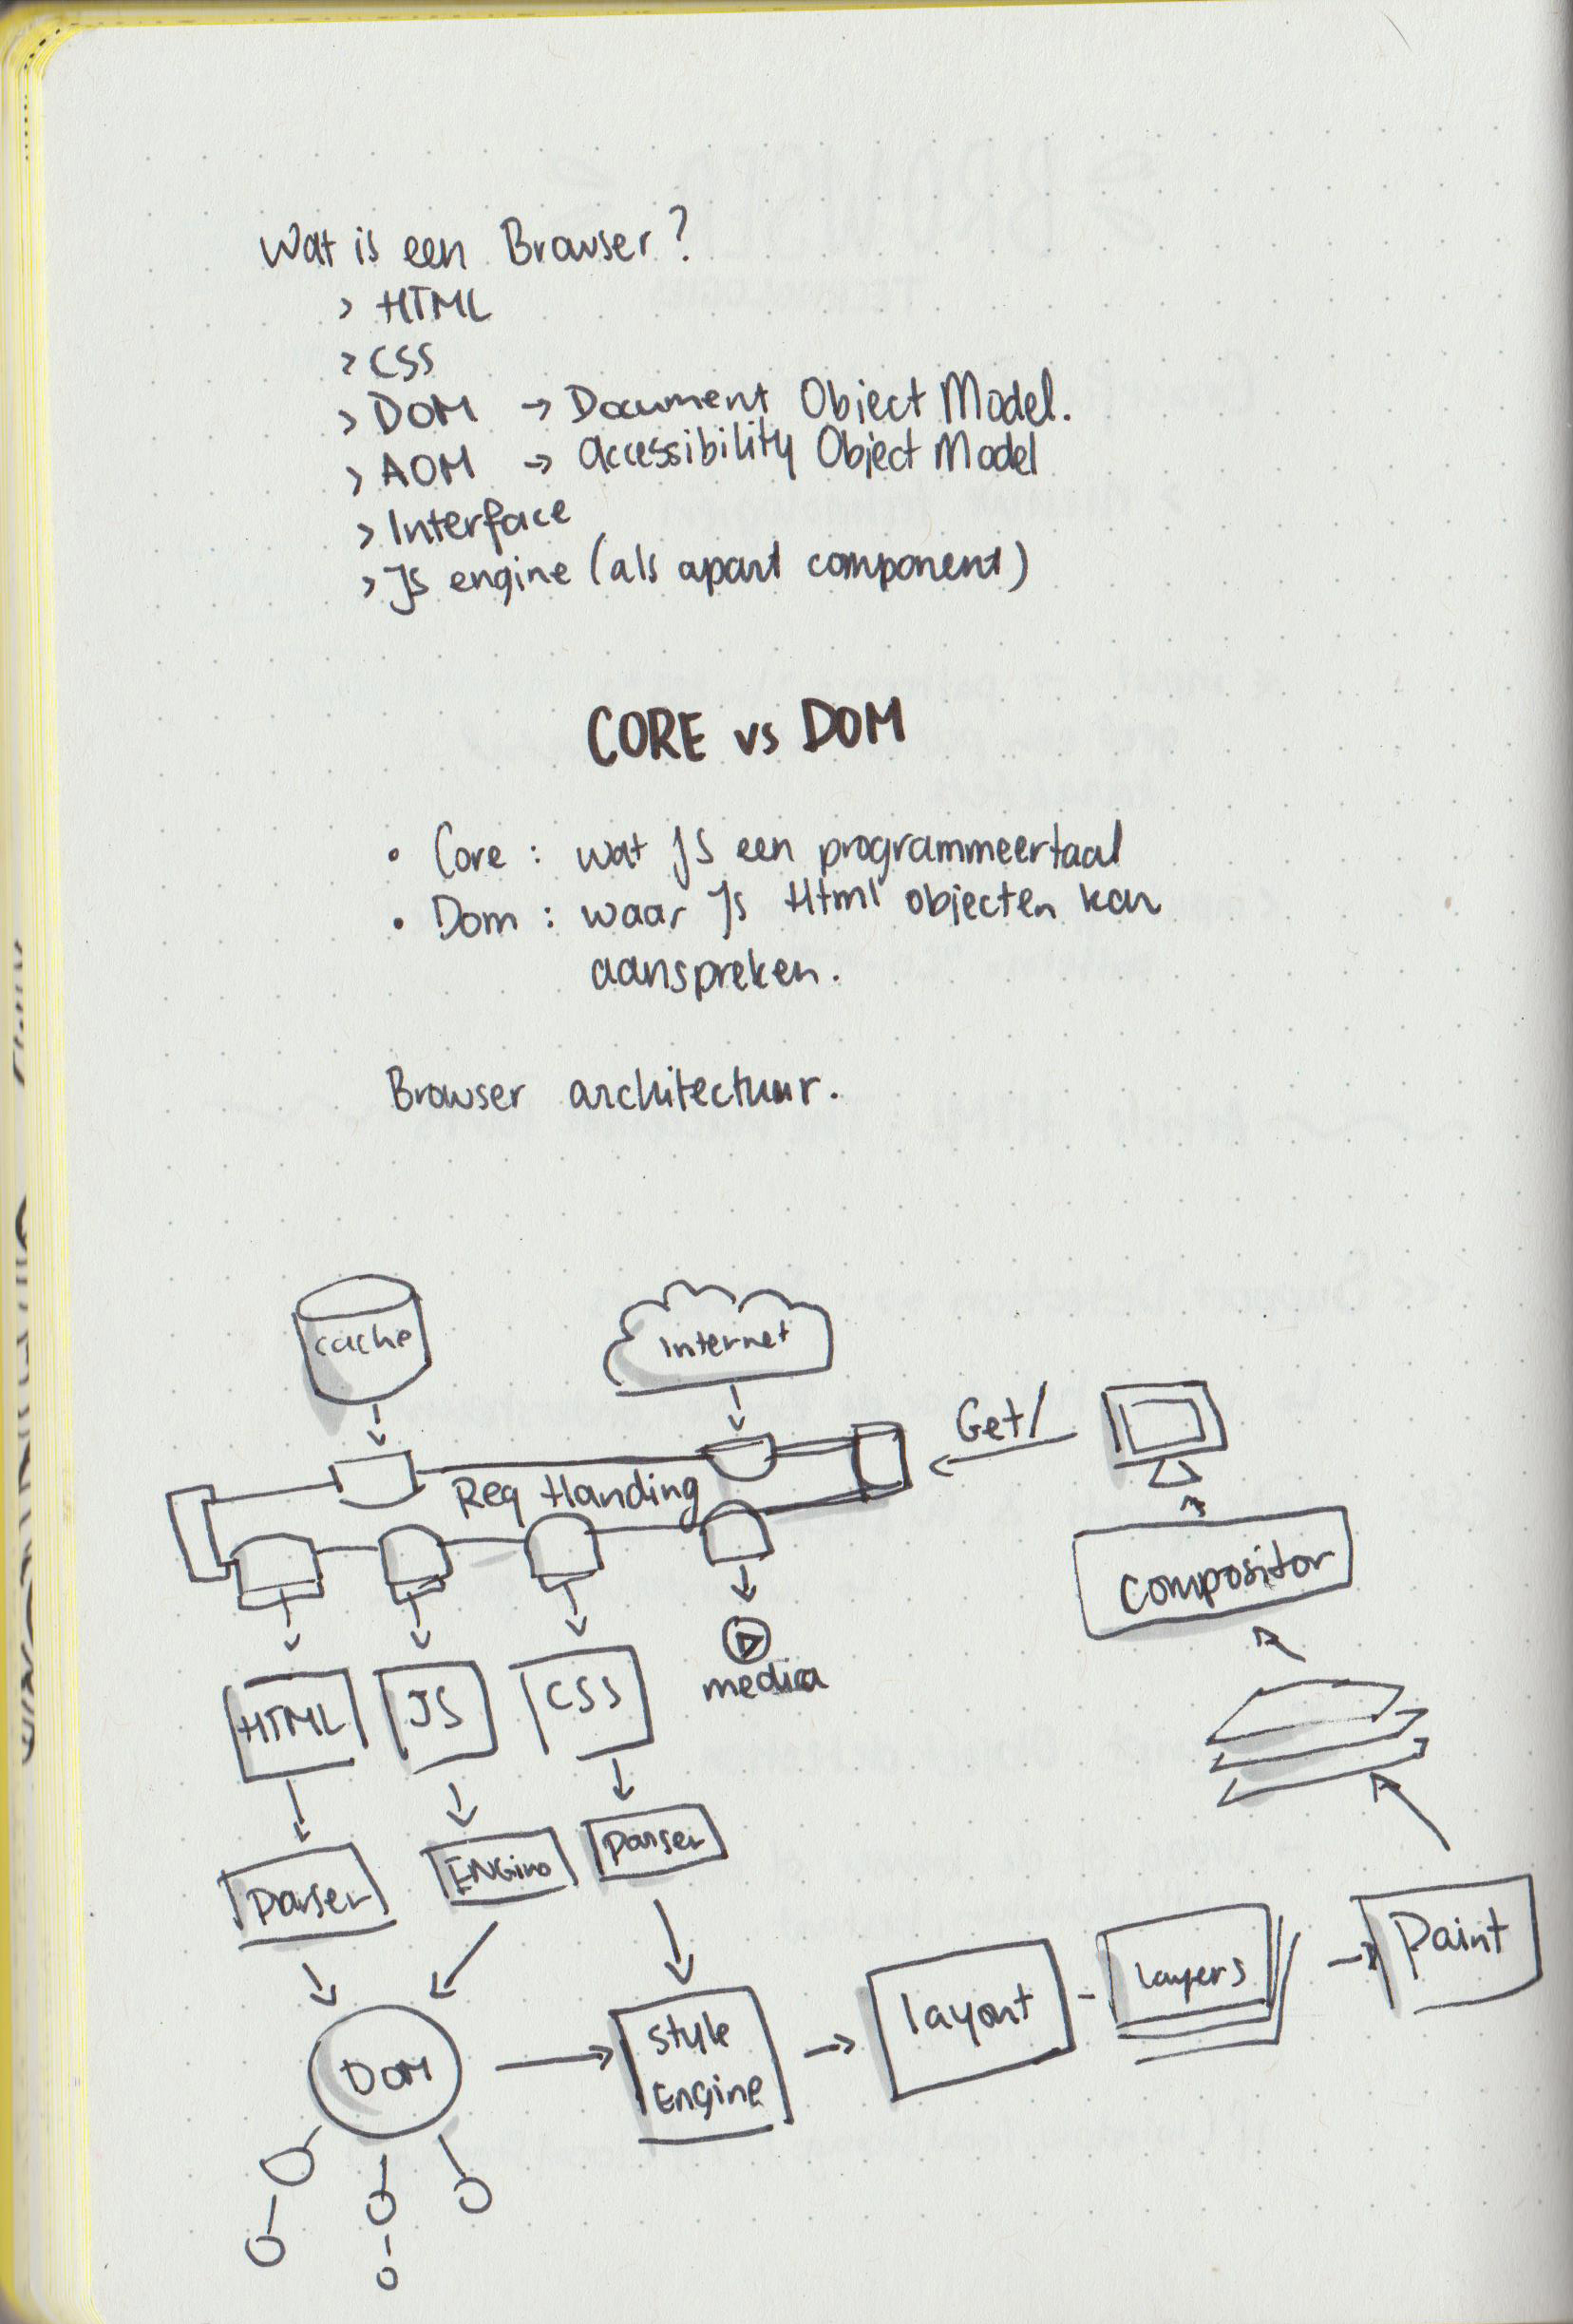 Wat is een Browser?
> HTML
> CSS
> DOM → Document Object Model.
> AOM → Accessibility Object Model
> Interface
> Js engine (als apart component)
CORE vs DOM
• Core : wat JS een programmeertaal
• Dom : waar Js Html objecten kan
aanspreken.
Browser architectuur.
cache
internet
Get/
Req Handing
compositor
media
HTML
JS
CSS
Parser
ENGine
parser
Paint
layers
layout
style
Engine
DOM